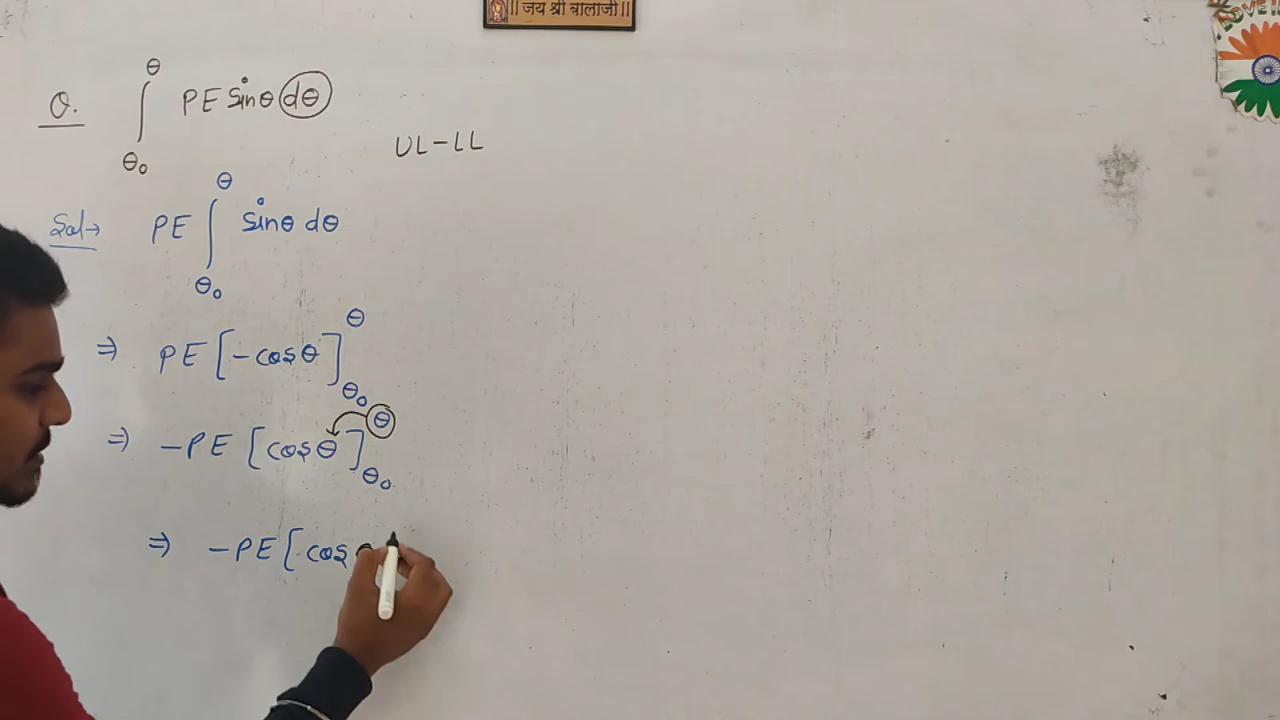 ॥ जय श्री बालाजी ॥
LOVE I
Q. ∫_{θ₀}^{θ} PE sinθ dθ
UL-LL
Sol→ PE ∫_{θ₀}^{θ} sinθ dθ
⇒ PE [-cosθ]_{θ₀}^{θ}
⇒ -PE [cosθ]_{θ₀}^{θ}
⇒ -PE [cos